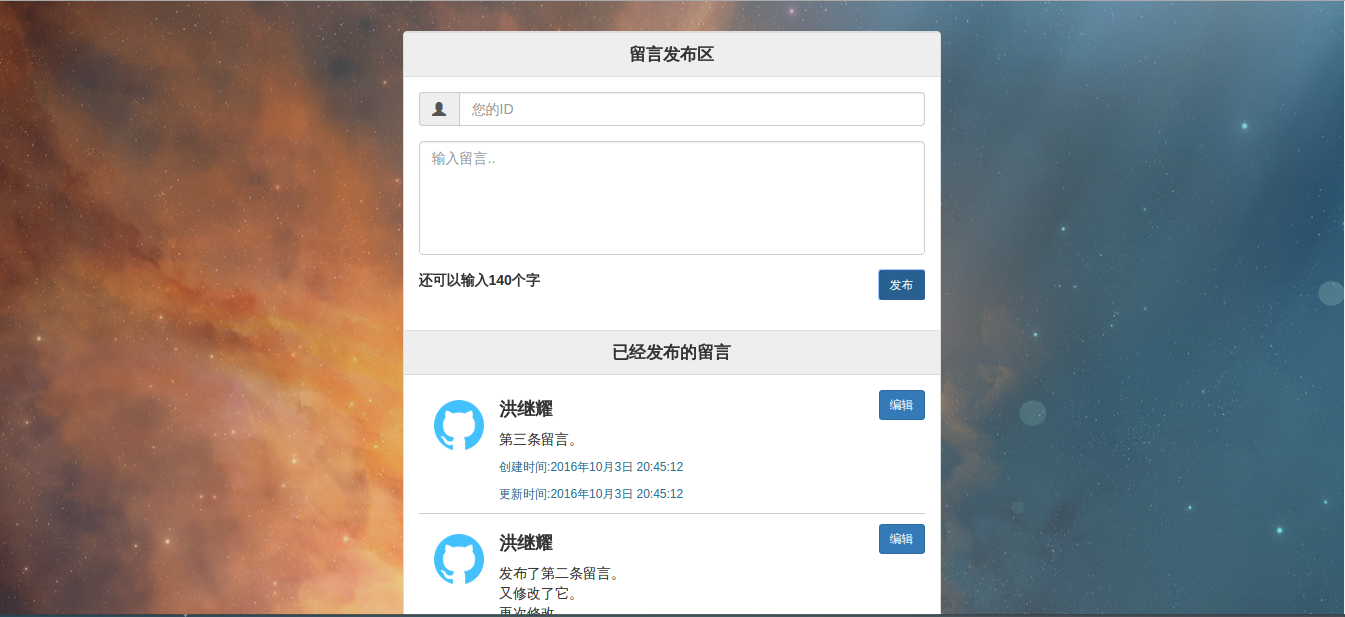 留言发布区
您的ID
输入留言..
还可以输入140个字
发布
已经发布的留言
洪继耀
编辑
第三条留言。
创建时间:2016年10月3日 20:45:12
更新时间:2016年10月3日 20:45:12
洪继耀
编辑
发布了第二条留言。
又修改了它。
再次修改